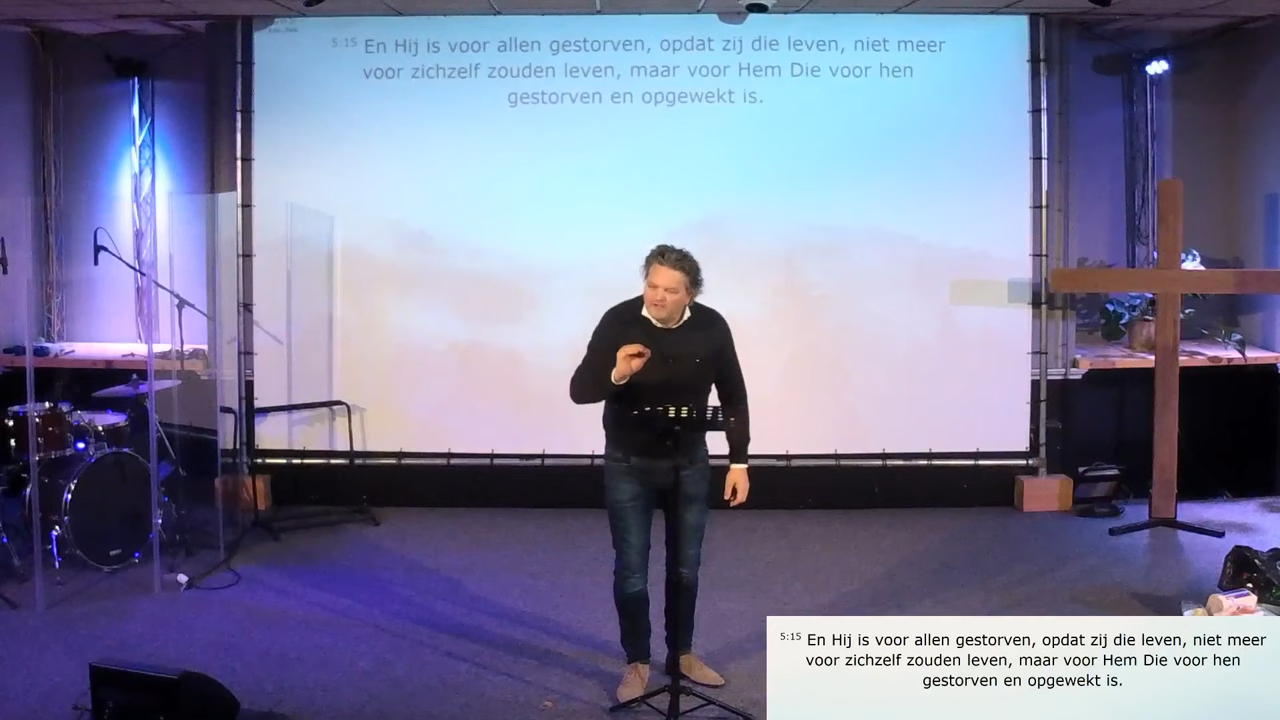 5:15 En Hij is voor allen gestorven, opdat zij die leven, niet meer
voor zichzelf zouden leven, maar voor Hem Die voor hen
gestorven en opgewekt is.
5:15 En Hij is voor allen gestorven, opdat zij die leven, niet meer
voor zichzelf zouden leven, maar voor Hem Die voor hen
gestorven en opgewekt is.